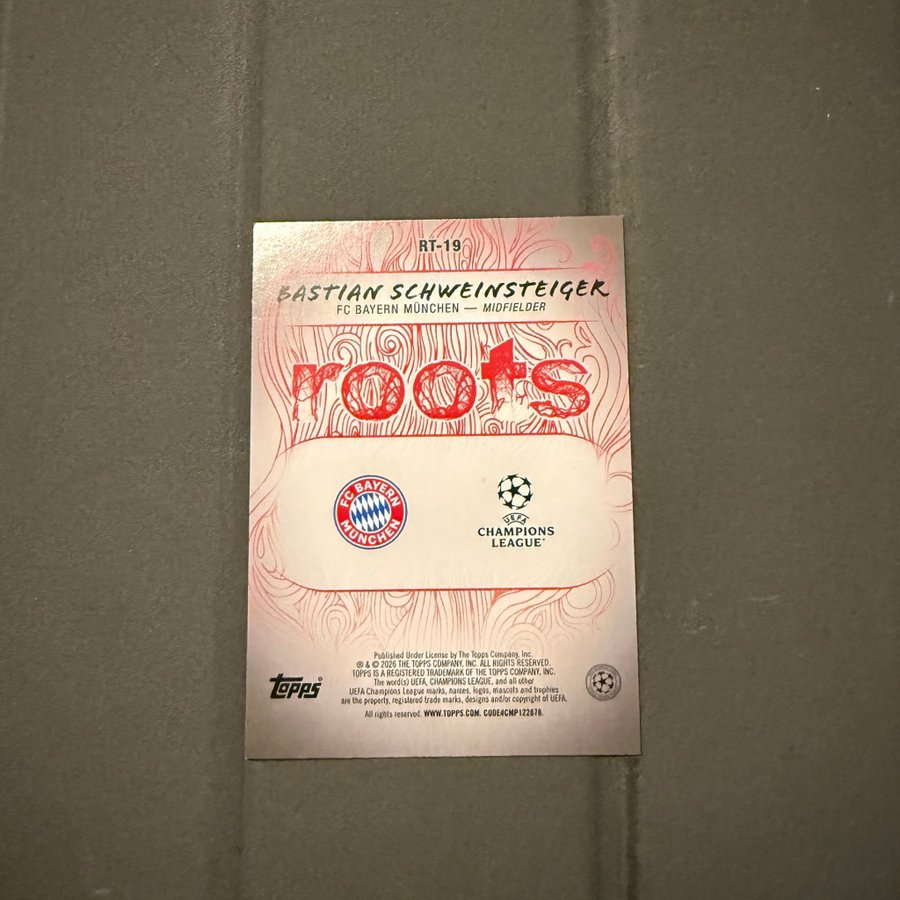 RT-19
BASTIAN SCHWEINSTEIGER
FC BAYERN MÜNCHEN — MIDFIELDER
roots
FC BAYERN
MÜNCHEN
UEFA
CHAMPIONS
LEAGUE
Published Under License by The Topps Company, Inc.
® & © 2026 THE TOPPS COMPANY, INC. ALL RIGHTS RESERVED.
TOPPS IS A REGISTERED TRADEMARK OF THE TOPPS COMPANY, INC.
The word(s) UEFA, CHAMPIONS LEAGUE, and all other
UEFA Champions League marks, names, logos, mascots and trophies
are the property, registered trade marks, designs and/or copyright of UEFA.
All rights reserved. WWW.TOPPS.COM. CODE#CMP122876.
topps®